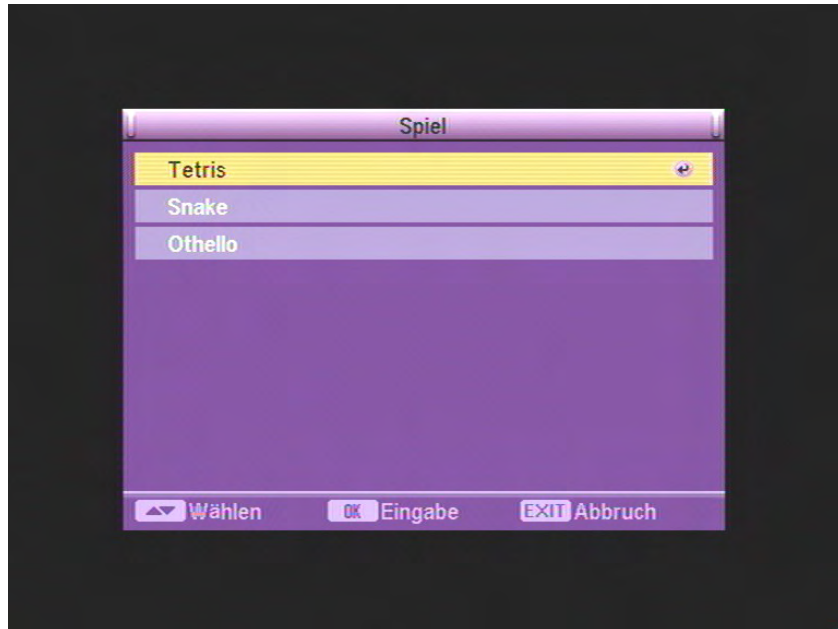 Spiel
Tetris
Snake
Othello
Wählen OK Eingabe EXIT Abbruch